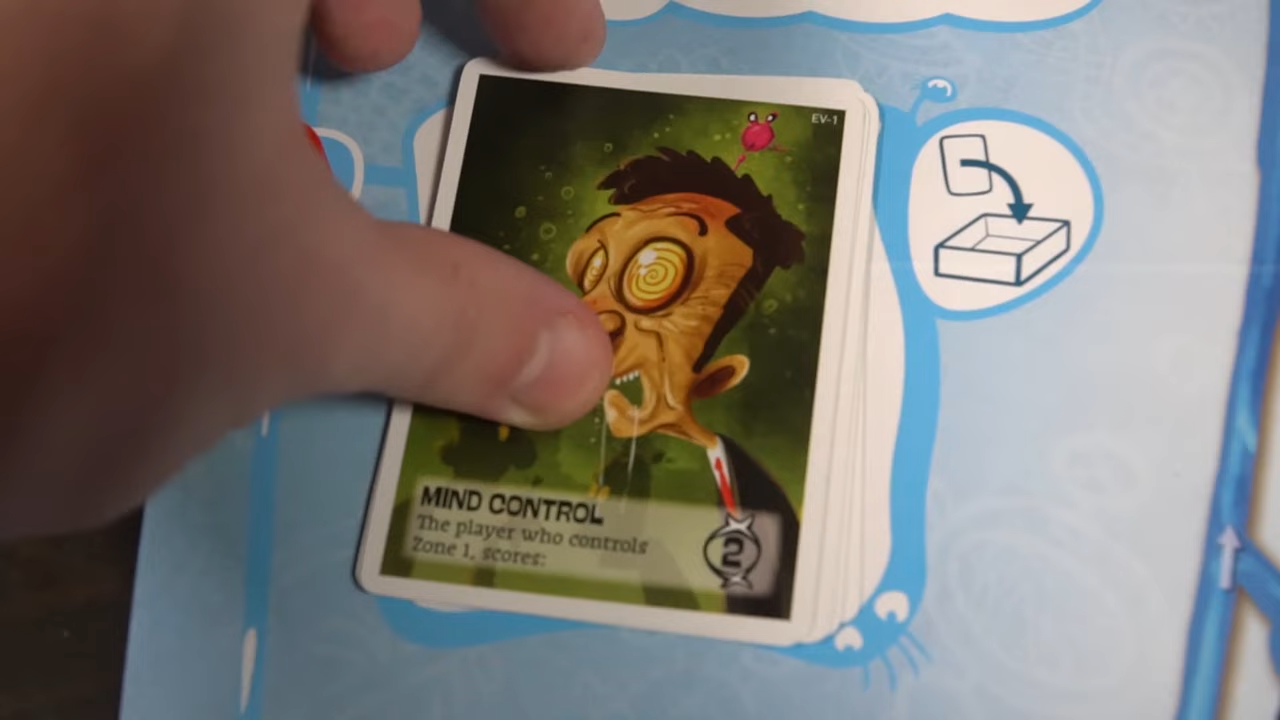 EV-1
MIND CONTROL
The player who controls
Zone 1, scores:
2